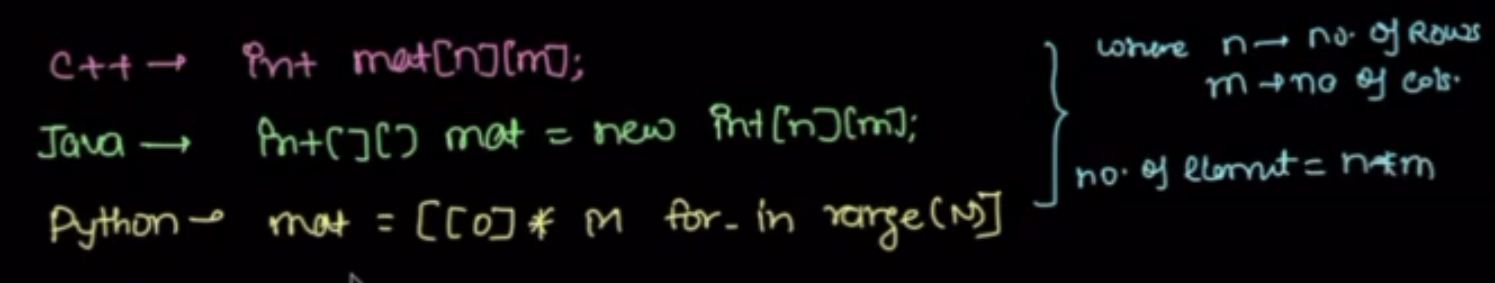 C++ → int mat[n][m];
Java → int[][] mat = new int[n][m];
Python → mat = [[0] * M for _ in range(N)]
where n → no. of Rows
m → no of cols.
no. of element = n*m